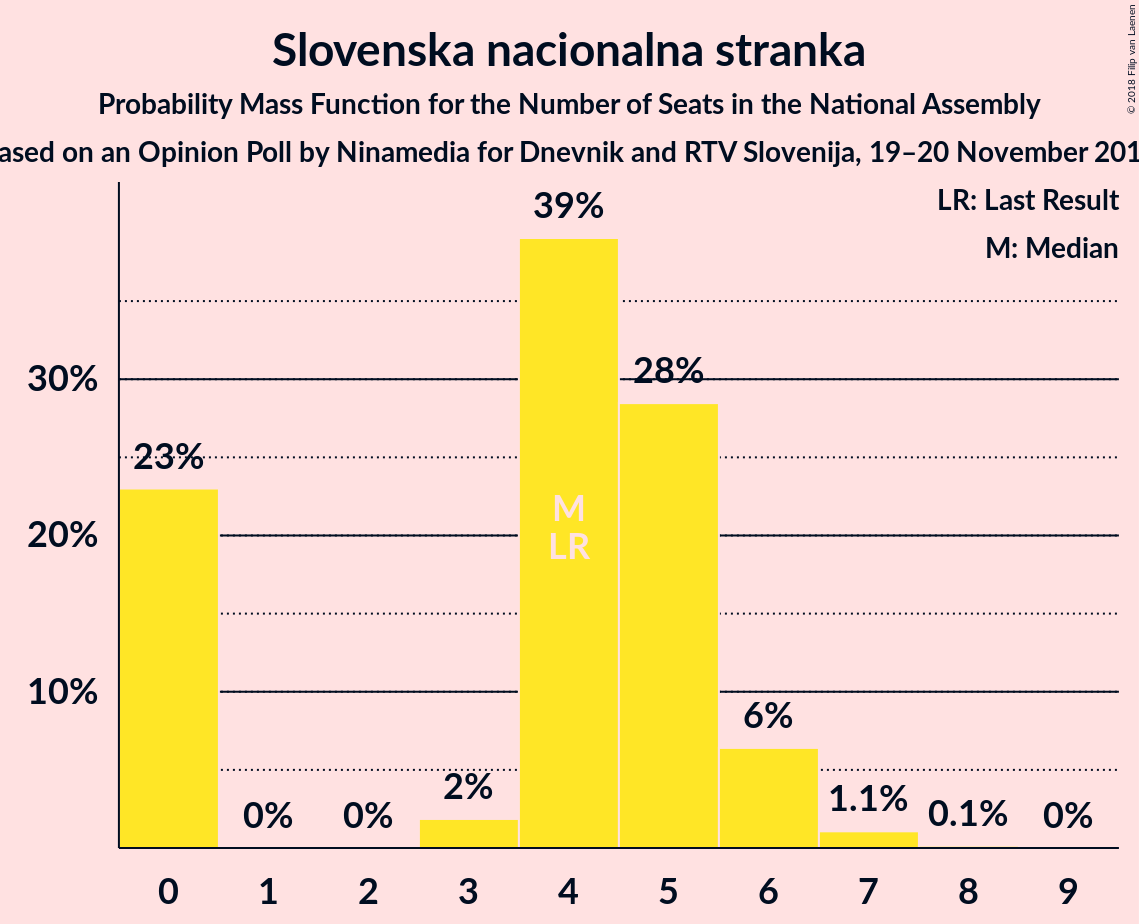 Slovenska nacionalna stranka
Probability Mass Function for the Number of Seats in the National Assembly
ased on an Opinion Poll by Ninamedia for Dnevnik and RTV Slovenija, 19–20 November 201
© 2018 Filip van Laenen
LR: Last Result
M: Median
39%
30%
28%
23%
M
20%
LR
10%
6%
2%
1.1%
0%
0%
0.1%
0%
0 1 2 3 4 5 6 7 8 9